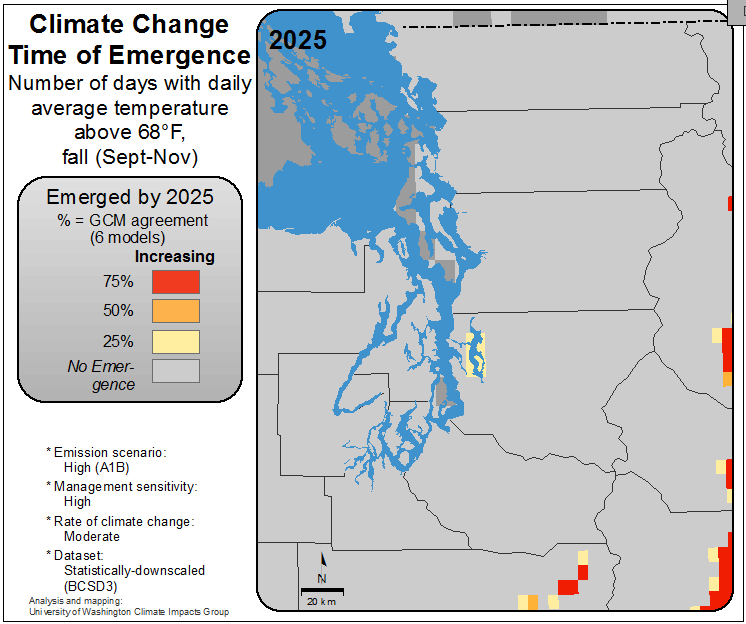 Climate Change
Time of Emergence
Number of days with daily
average temperature
above 68°F,
fall (Sept-Nov)
Emerged by 2025
% = GCM agreement
(6 models)
Increasing
75%
50%
25%
No Emer-
gence
* Emission scenario:
High (A1B)
* Management sensitivity:
High
* Rate of climate change:
Moderate
* Dataset:
Statistically-downscaled
(BCSD3)
Analysis and mapping:
University of Washington Climate Impacts Group
2025
N
20 km